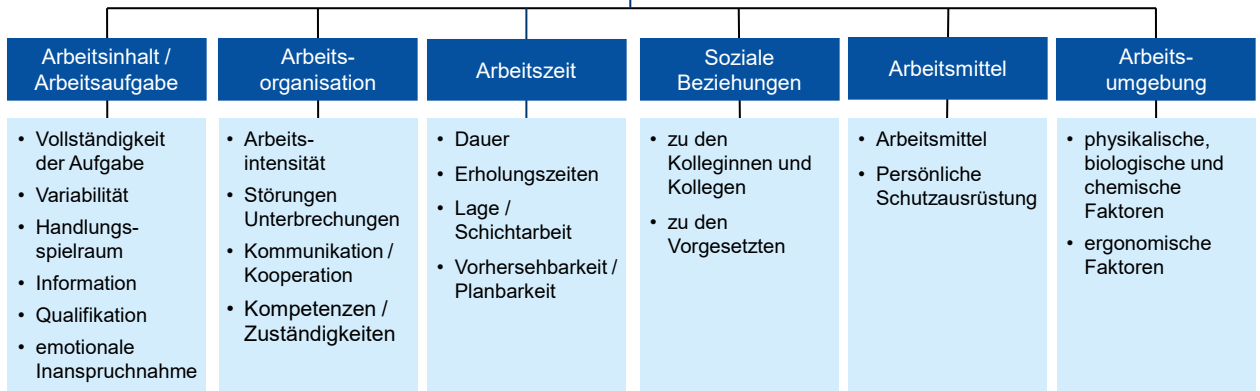 Arbeitsinhalt /
Arbeitsaufgabe
• Vollständigkeit
der Aufgabe
• Variabilität
• Handlungs-
spielraum
• Information
• Qualifikation
• emotionale
Inanspruchnahme
Arbeits-
organisation
• Arbeits-
intensität
• Störungen
Unterbrechungen
• Kommunikation /
Kooperation
• Kompetenzen /
Zuständigkeiten
Arbeitszeit
• Dauer
• Erholungszeiten
• Lage /
Schichtarbeit
• Vorhersehbarkeit /
Planbarkeit
Soziale
Beziehungen
• zu den
Kolleginnen und
Kollegen
• zu den
Vorgesetzten
Arbeitsmittel
• Arbeitsmittel
• Persönliche
Schutzausrüstung
Arbeits-
umgebung
• physikalische,
biologische und
chemische
Faktoren
• ergonomische
Faktoren